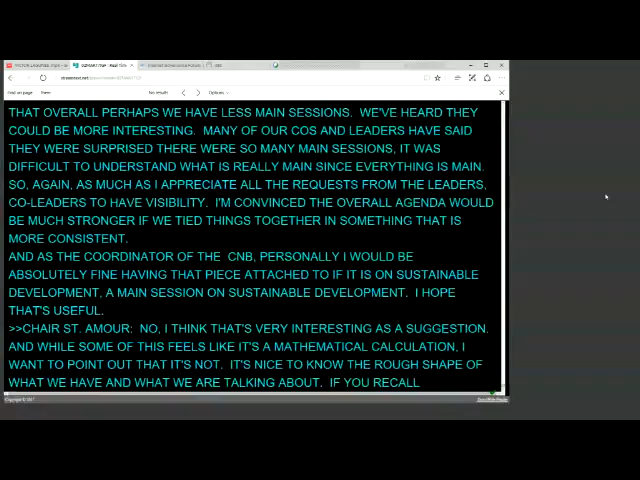 streamtext.net
Find on page
No results
Options
THAT OVERALL PERHAPS WE HAVE LESS MAIN SESSIONS. WE'VE HEARD THEY
COULD BE MORE INTERESTING. MANY OF OUR COS AND LEADERS HAVE SAID
THEY WERE SURPRISED THERE WERE SO MANY MAIN SESSIONS, IT WAS
DIFFICULT TO UNDERSTAND WHAT IS REALLY MAIN SINCE EVERYTHING IS MAIN.
SO, AGAIN, AS MUCH AS I APPRECIATE ALL THE REQUESTS FROM THE LEADERS,
CO-LEADERS TO HAVE VISIBILITY. I'M CONVINCED THE OVERALL AGENDA WOULD
BE MUCH STRONGER IF WE TIED THINGS TOGETHER IN SOMETHING THAT IS
MORE CONSISTENT.
AND AS THE COORDINATOR OF THE CNB, PERSONALLY I WOULD BE
ABSOLUTELY FINE HAVING THAT PIECE ATTACHED TO IF IT IS ON SUSTAINABLE
DEVELOPMENT, A MAIN SESSION ON SUSTAINABLE DEVELOPMENT. I HOPE
THAT'S USEFUL.
>>CHAIR ST. AMOUR: NO, I THINK THAT'S VERY INTERESTING AS A SUGGESTION.
AND WHILE SOME OF THIS FEELS LIKE IT'S A MATHEMATICAL CALCULATION, I
WANT TO POINT OUT THAT IT'S NOT. IT'S NICE TO KNOW THE ROUGH SHAPE OF
WHAT WE HAVE AND WHAT WE ARE TALKING ABOUT. IF YOU RECALL